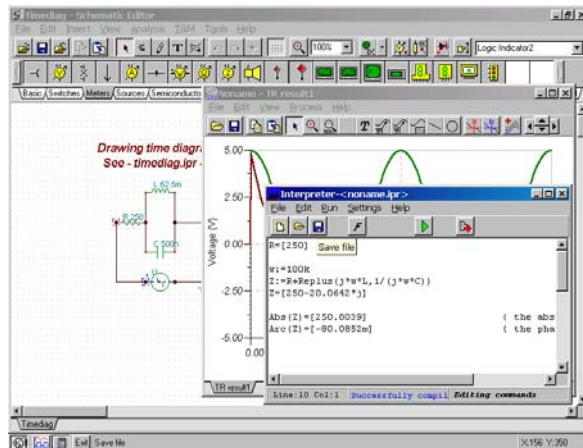 Timediag - Schematic Editor
File Edit Insert View Analysis T&M Tools Help
100%
Logic Indicator2
Basic Switches Meters Sources Semiconducto
Noname - TR result1
File Edit View Process Help
Drawing time diagra
See - timediag.ipr -
L 62.5m
R 250
C 500n
Voltage (V)
5.00
2.50
0.00
-2.50
-5.00
0.00
TR result1
Interpreter-<noname.ipr>
File Edit Run Settings Help
R=[250]
Save file
w:=100k
Z:=R+Replus(j*w*L,1/(j*w*C))
Z=[250-20.0642*j]
Abs(Z)=[250.0039] { the abs
Arc(Z)=[-80.0852m] { the pha
Line:10 Col:1 Successfully compil Editing commands
Timediag
Exit Save file
X:156 Y:350